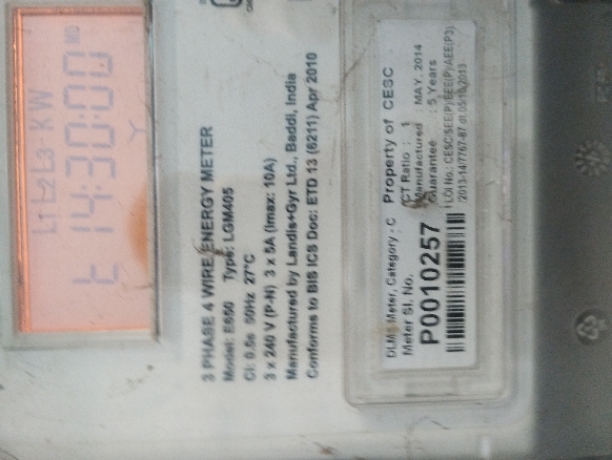 L1 L2 L3 - KW
t 14:30:00 MD
3 PHASE 4 WIRE ENERGY METER
Model: E650 Type: LGM405
Cl: 0.5s 50Hz 27°C
3 x 240 V (P-N) 3 x 5A (Imax: 10A)
Manufactured by Landis+Gyr Ltd., Baddi, India
Conforms to BIS ICS Doc: ETD 13 (6211) Apr 2010
DLMS Meter, Category : C Property of CESC
Meter Sl. No. CT Ratio : 1
P0010257
Manufactured : MAY, 2014
Guarantee : 5 Years